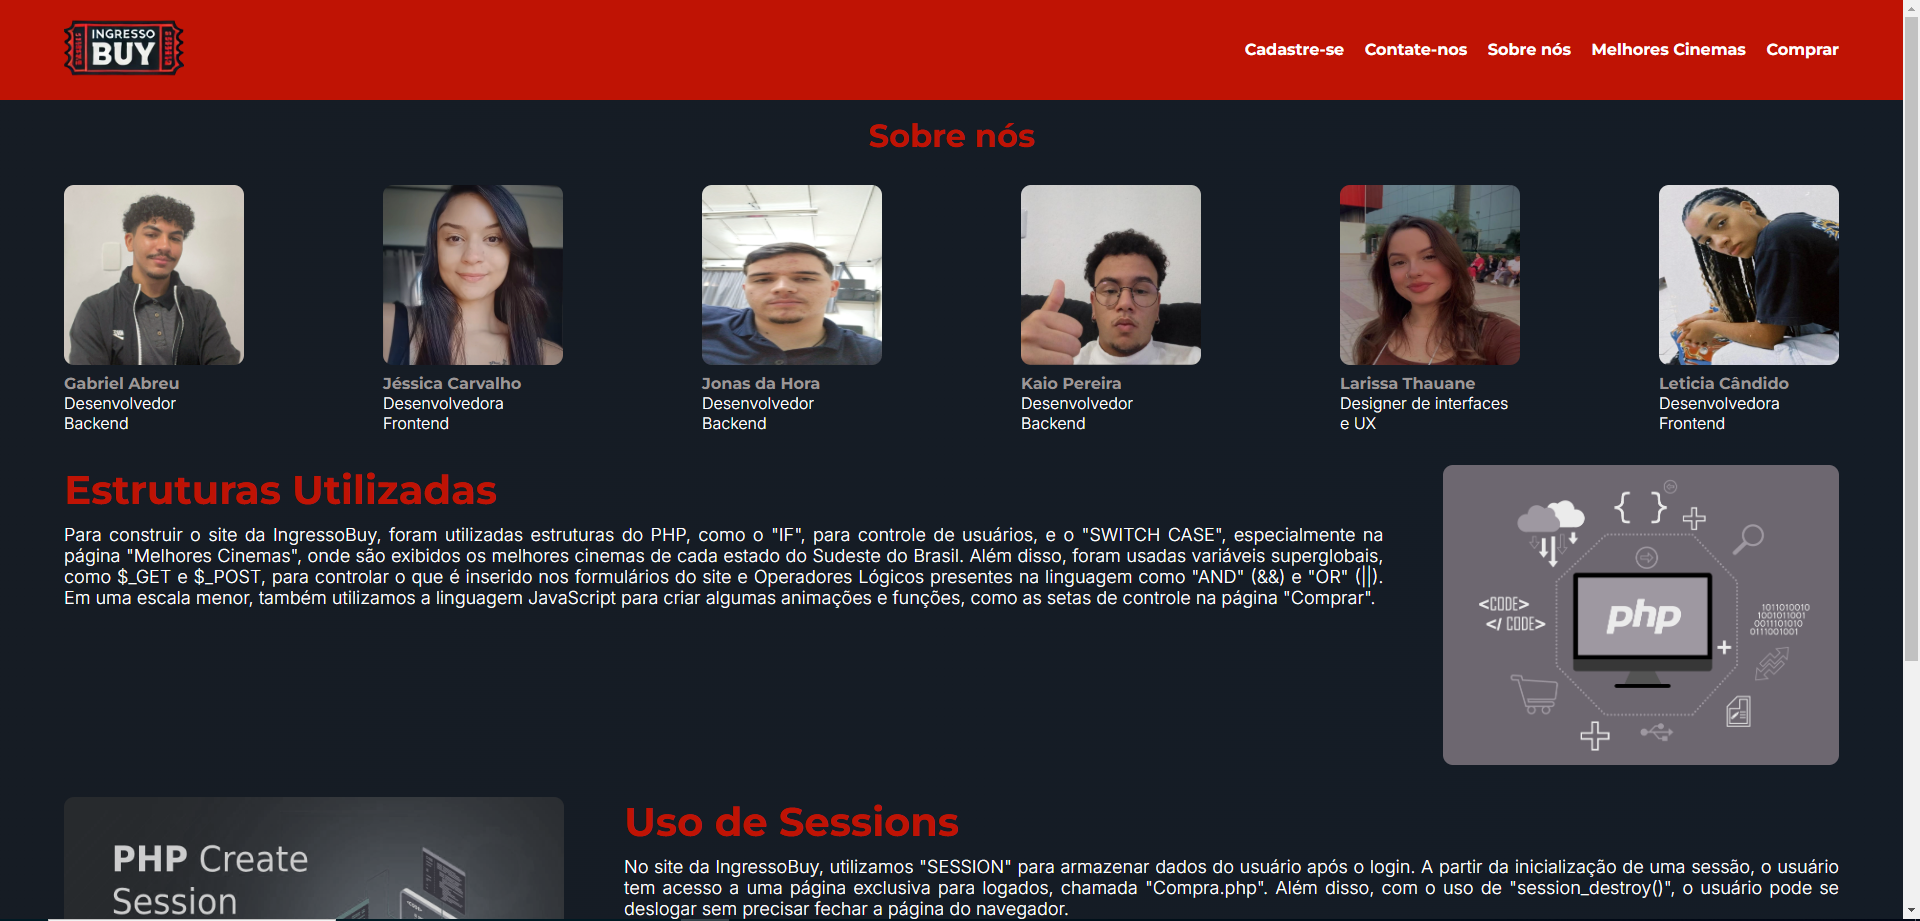 INGRESSO
BUY
Cadastre-se Contate-nos Sobre nós Melhores Cinemas Comprar
Sobre nós
Gabriel Abreu
Desenvolvedor
Backend
Jéssica Carvalho
Desenvolvedora
Frontend
Jonas da Hora
Desenvolvedor
Backend
Kaio Pereira
Desenvolvedor
Backend
Larissa Thauane
Designer de interfaces
e UX
Leticia Cândido
Desenvolvedora
Frontend
Estruturas Utilizadas
Para construir o site da IngressoBuy, foram utilizadas estruturas do PHP, como o "IF", para controle de usuários, e o "SWITCH CASE", especialmente na
página "Melhores Cinemas", onde são exibidos os melhores cinemas de cada estado do Sudeste do Brasil. Além disso, foram usadas variáveis superglobais,
como $_GET e $_POST, para controlar o que é inserido nos formulários do site e Operadores Lógicos presentes na linguagem como "AND" (&&) e "OR" (||).
Em uma escala menor, também utilizamos a linguagem JavaScript para criar algumas animações e funções, como as setas de controle na página "Comprar".
{ }
<CODE>
</ CODE>
php
1011010010
1001011001
0011101010
0111001001
PHP Create
Session
Uso de Sessions
No site da IngressoBuy, utilizamos "SESSION" para armazenar dados do usuário após o login. A partir da inicialização de uma sessão, o usuário
tem acesso a uma página exclusiva para logados, chamada "Compra.php". Além disso, com o uso de "session_destroy()", o usuário pode se
deslogar sem precisar fechar a página do navegador.